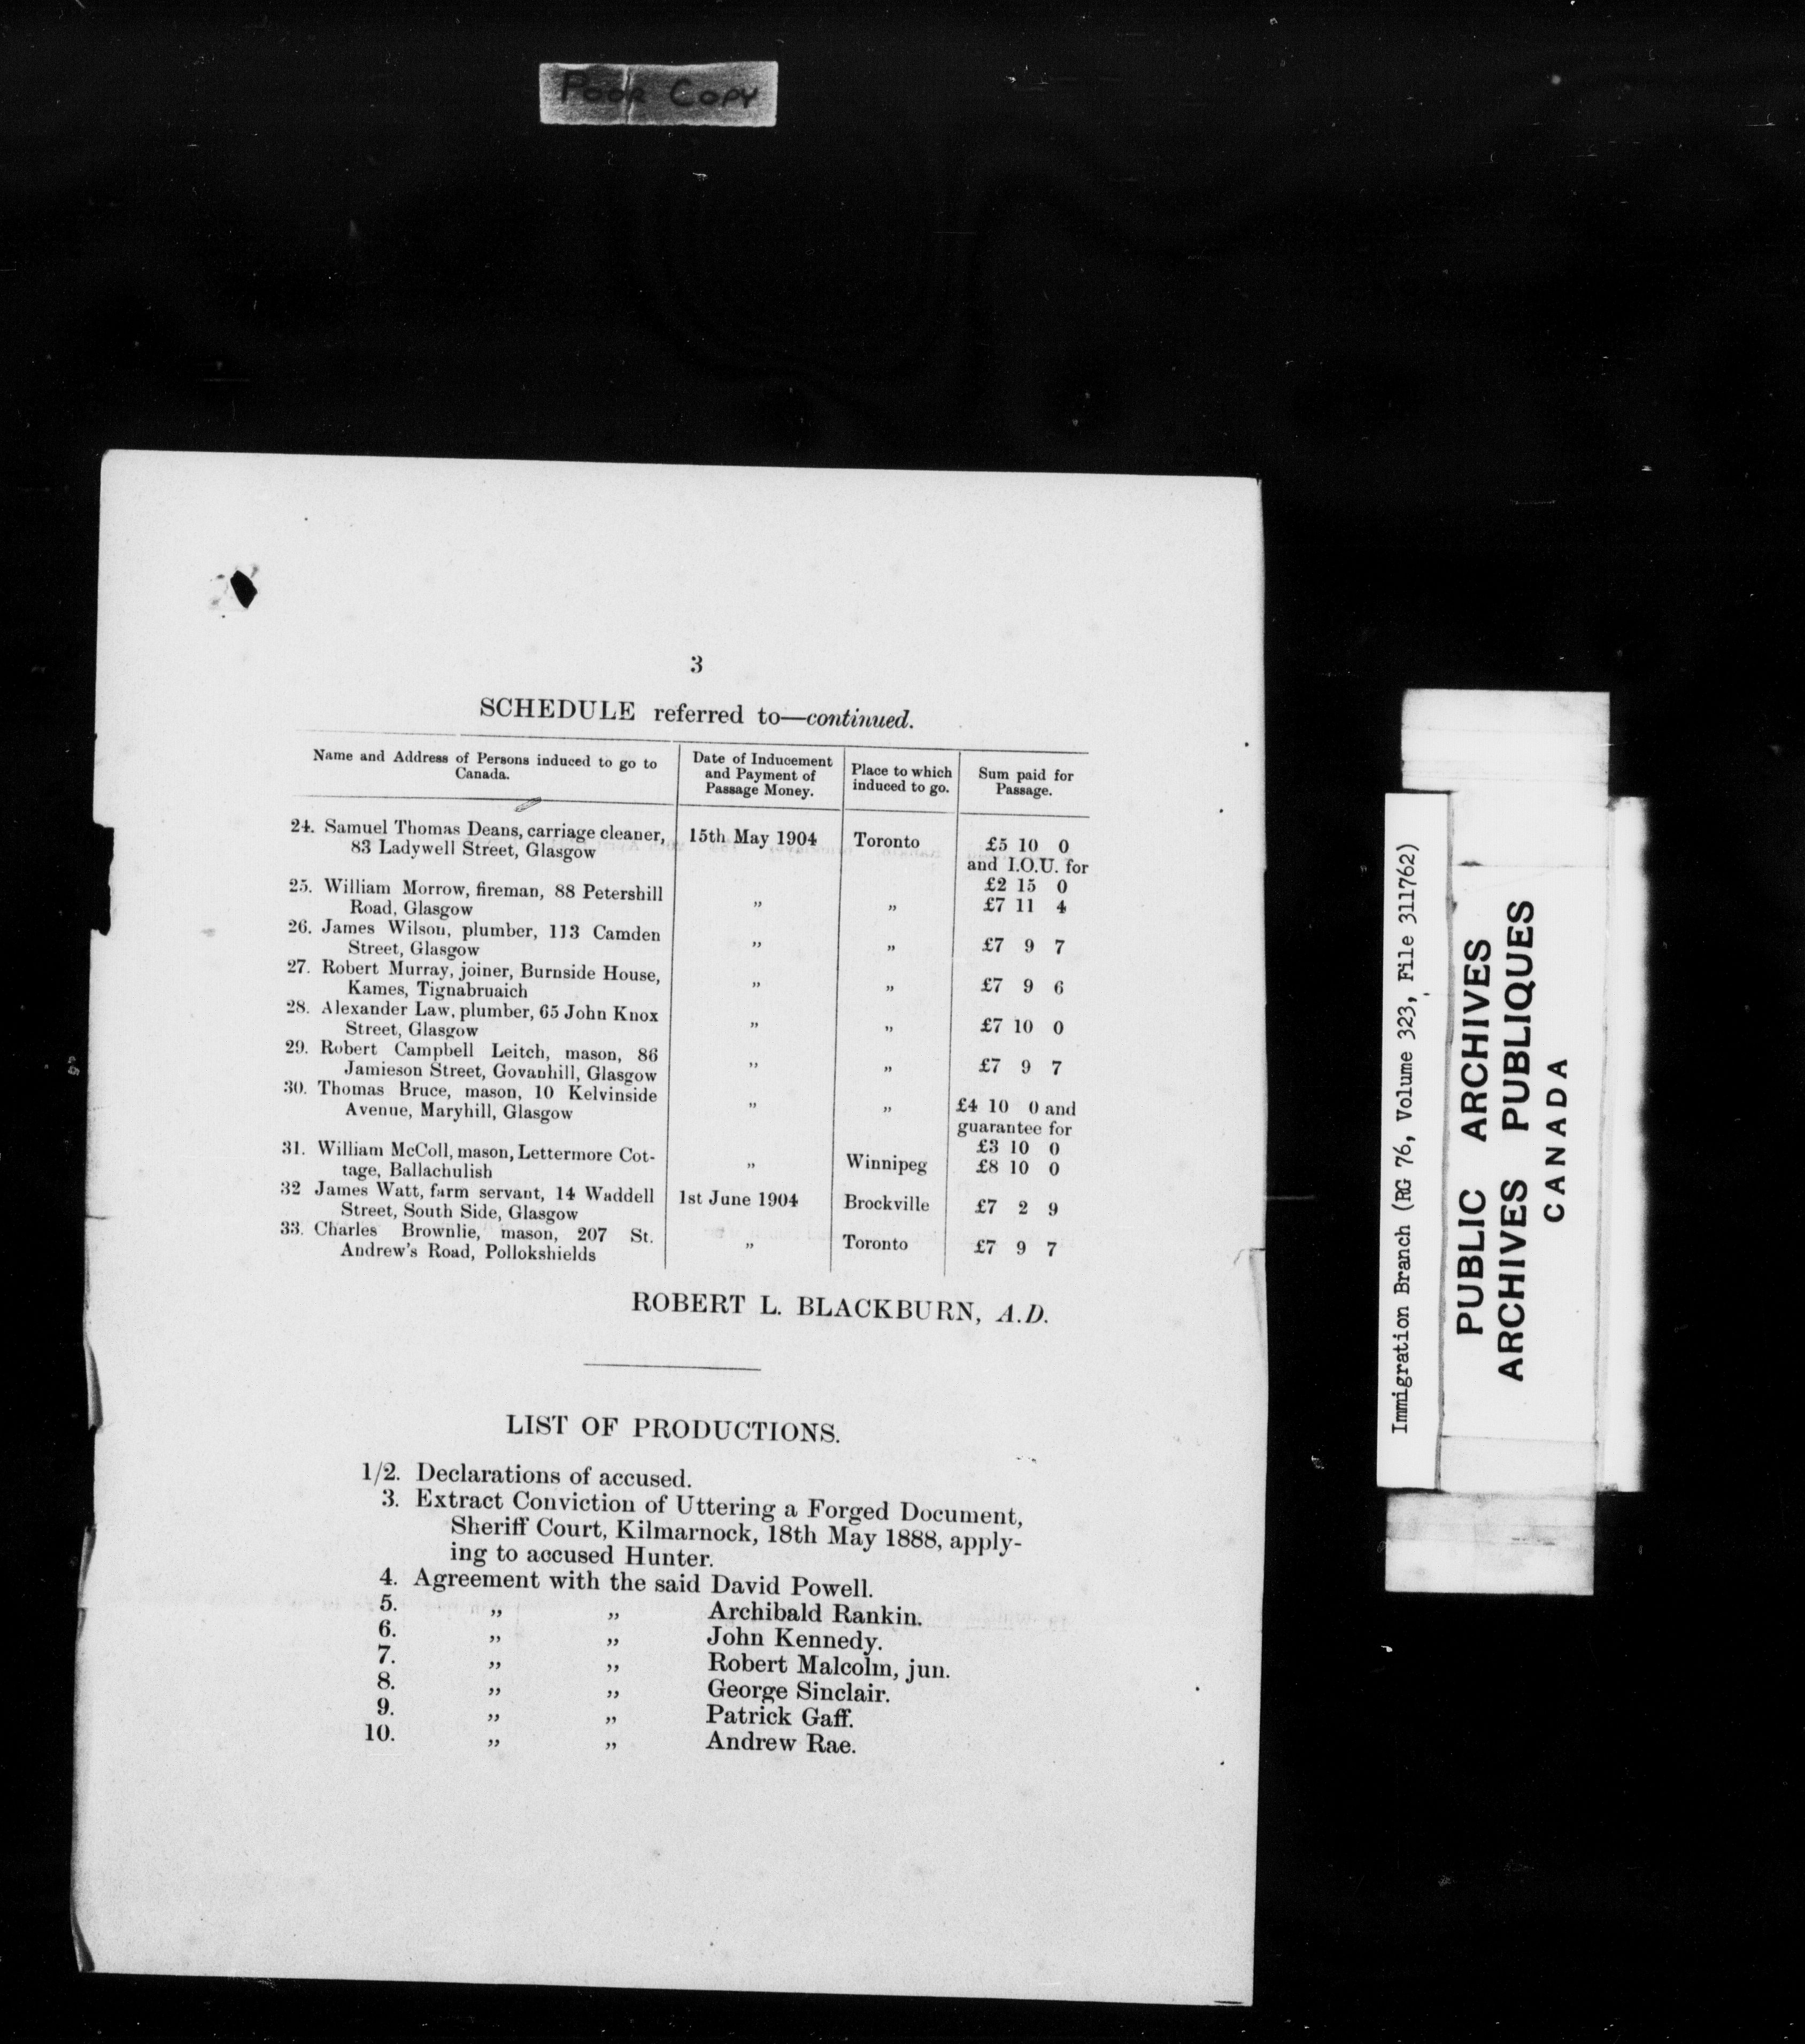 Poor Copy
3
SCHEDULE referred to—continued.
Name and Address of Persons induced to go to
Canada.
Date of Inducement
and Payment of
Passage Money.
Place to which
induced to go.
Sum paid for
Passage.
24. Samuel Thomas Deans, carriage cleaner,
83 Ladywell Street, Glasgow
15th May 1904
Toronto
£5 10 0
and I.O.U. for
£2 15 0
25. William Morrow, fireman, 88 Petershill
Road, Glasgow
„
„
£7 11 4
26. James Wilson, plumber, 113 Camden
Street, Glasgow
„
„
£7 9 7
27. Robert Murray, joiner, Burnside House,
Kames, Tignabruaich
„
„
£7 9 6
28. Alexander Law, plumber, 65 John Knox
Street, Glasgow
„
„
£7 10 0
29. Robert Campbell Leitch, mason, 86
Jamieson Street, Govanhill, Glasgow
„
„
£7 9 7
30. Thomas Bruce, mason, 10 Kelvinside
Avenue, Maryhill, Glasgow
„
„
£4 10 0 and
guarantee for
£3 10 0
31. William McColl, mason, Lettermore Cot-
tage, Ballachulish
„
Winnipeg
£8 10 0
32 James Watt, farm servant, 14 Waddell
Street, South Side, Glasgow
1st June 1904
Brockville
£7 2 9
33. Charles Brownlie, mason, 207 St.
Andrew's Road, Pollokshields
„
Toronto
£7 9 7
ROBERT L. BLACKBURN, A.D.
LIST OF PRODUCTIONS.
1/2. Declarations of accused.
3. Extract Conviction of Uttering a Forged Document,
Sheriff Court, Kilmarnock, 18th May 1888, apply-
ing to accused Hunter.
4. Agreement with the said David Powell.
5. „ „ Archibald Rankin.
6. „ „ John Kennedy.
7. „ „ Robert Malcolm, jun.
8. „ „ George Sinclair.
9. „ „ Patrick Gaff.
10. „ „ Andrew Rae.
Immigration Branch (RG 76, Volume 323, File 311762)
PUBLIC ARCHIVES
ARCHIVES PUBLIQUES
CANADA